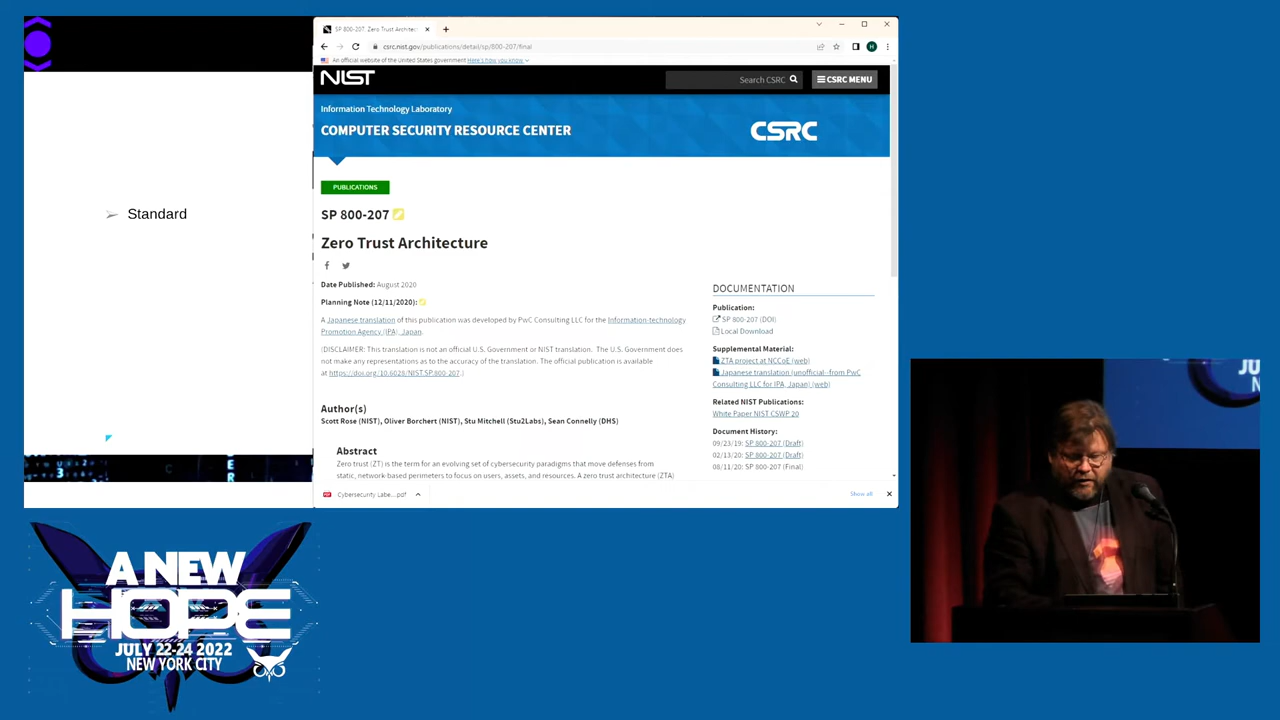 SP 800-207, Zero Trust Architec
csrc.nist.gov/publications/detail/sp/800-207/final
An official website of the United States government Here's how you know
NIST
Search CSRC
CSRC MENU
Information Technology Laboratory
COMPUTER SECURITY RESOURCE CENTER
CSRC
PUBLICATIONS
Standard
SP 800-207
Zero Trust Architecture
Date Published: August 2020
Planning Note (12/11/2020):
A Japanese translation of this publication was developed by PwC Consulting LLC for the Information-technology
Promotion Agency (IPA), Japan.
(DISCLAIMER: This translation is not an official U.S. Government or NIST translation. The U.S. Government does
not make any representations as to the accuracy of the translation. The official publication is available
at https://doi.org/10.6028/NIST.SP.800-207.)
Author(s)
Scott Rose (NIST), Oliver Borchert (NIST), Stu Mitchell (Stu2Labs), Sean Connelly (DHS)
Abstract
Zero trust (ZT) is the term for an evolving set of cybersecurity paradigms that move defenses from
static, network-based perimeters to focus on users, assets, and resources. A zero trust architecture (ZTA)
DOCUMENTATION
Publication:
SP 800-207 (DOI)
Local Download
Supplemental Material:
ZTA project at NCCoE (web)
Japanese translation (unofficial--from PwC
Consulting LLC for IPA, Japan) (web)
Related NIST Publications:
White Paper NIST CSWP 20
Document History:
09/23/19: SP 800-207 (Draft)
02/13/20: SP 800-207 (Draft)
08/11/20: SP 800-207 (Final)
Cybersecurity Labe....pdf
Show all
A NEW
HOPE
JULY 22-24 2022
NEW YORK CITY
JU